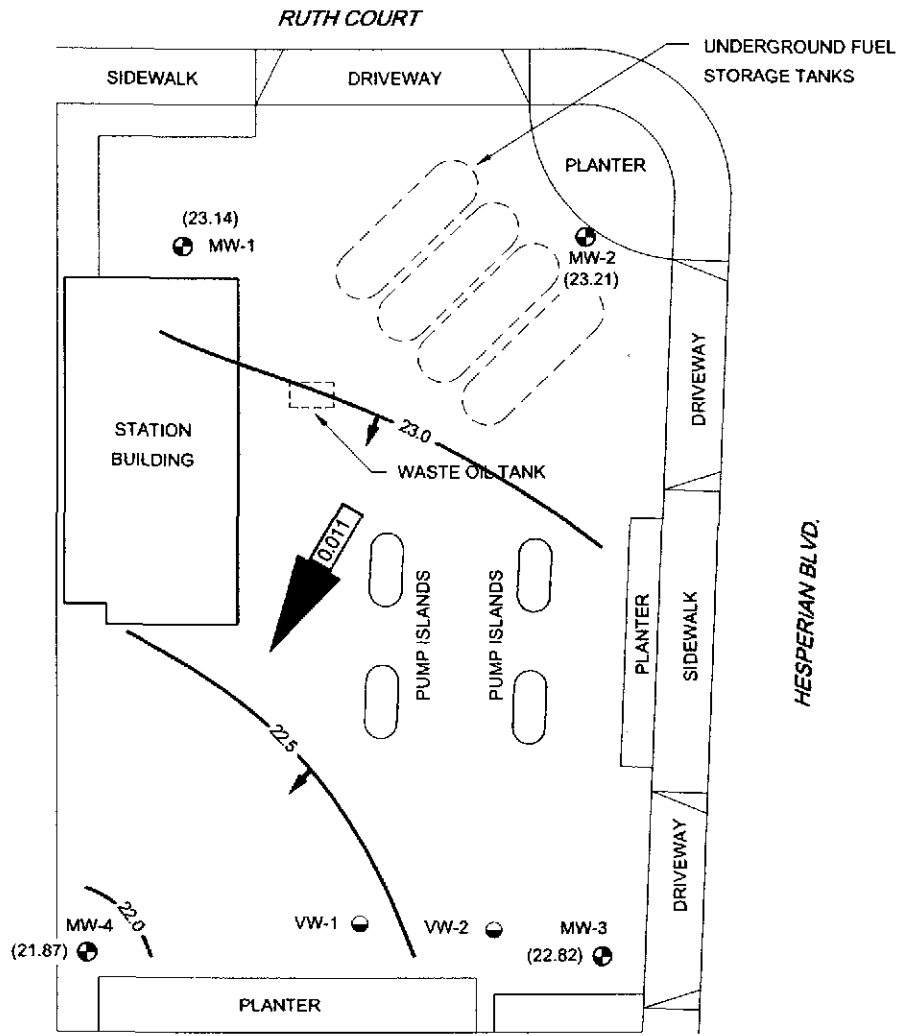 RUTH COURT
UNDERGROUND FUEL
STORAGE TANKS
SIDEWALK
DRIVEWAY
PLANTER
(23.14)
MW-1
MW-2
(23.21)
DRIVEWAY
STATION
BUILDING
23.0
WASTE OIL TANK
0.011
PUMP ISLANDS
PUMP ISLANDS
PLANTER
SIDEWALK
HESPERIAN BLVD.
22.5
DRIVEWAY
22.0
MW-4
(21.87)
VW-1
VW-2
MW-3
(22.82)
PLANTER